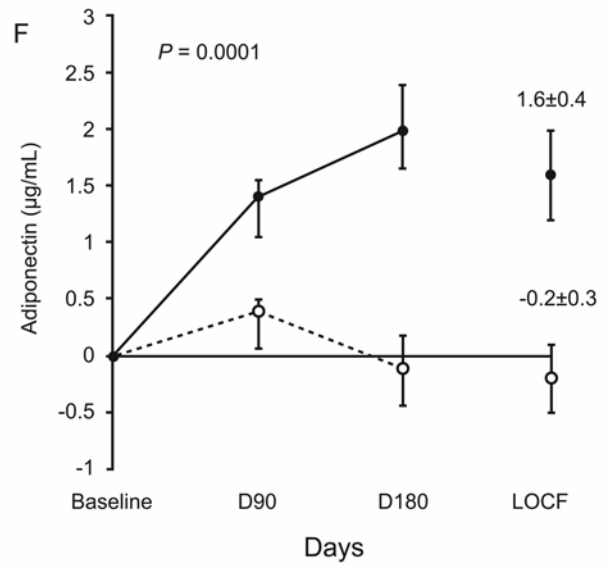 F
P = 0.0001
Adiponectin (µg/mL)
3
2.5
2
1.5
1
0.5
0
-0.5
-1
1.6±0.4
-0.2±0.3
Baseline D90 D180 LOCF
Days